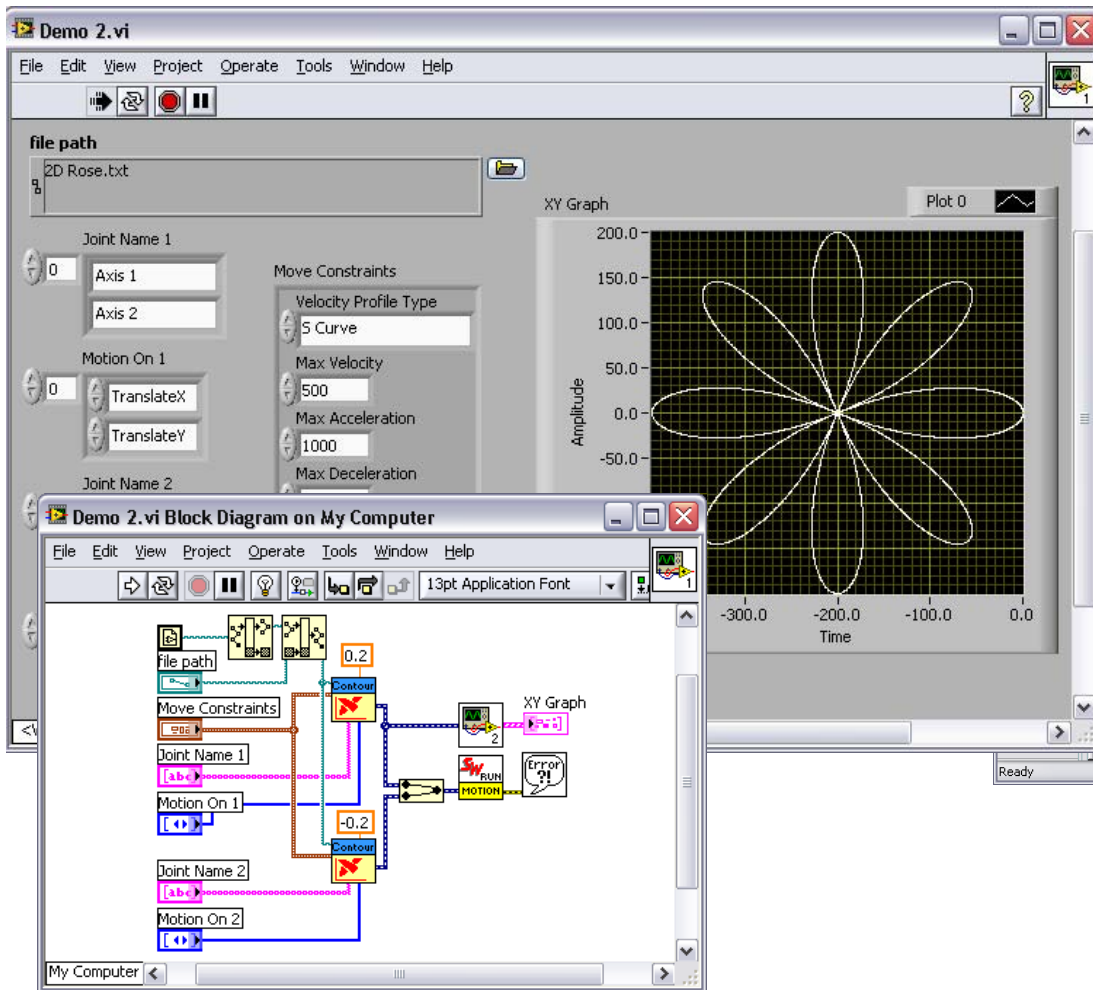 Demo 2.vi
File Edit View Project Operate Tools Window Help
1
file path
2D Rose.txt
Joint Name 1
0
Axis 1
Axis 2
Motion On 1
0
TranslateX
TranslateY
Joint Name 2
Move Constraints
Velocity Profile Type
S Curve
Max Velocity
500
Max Acceleration
1000
Max Deceleration
XY Graph
Plot 0
200.0
150.0
100.0
50.0
0.0
-50.0
Amplitude
-300.0 -200.0 -100.0 0.0
Time
Ready
Demo 2.vi Block Diagram on My Computer
File Edit View Project Operate Tools Window Help
13pt Application Font
1
file path
Move Constraints
Joint Name 1
[abc]
Motion On 1
Joint Name 2
[abc]
Motion On 2
0.2
Contour
-0.2
Contour
2
XY Graph
SW RUN
MOTION
Error
?!
My Computer